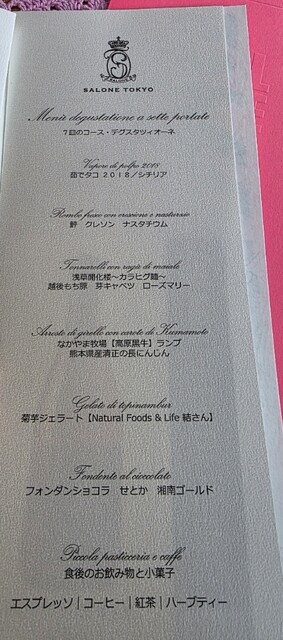 S
SALONE
SALONE TOKYO
Menù degustazione a sette portate
7回のコース・デグスタツィオーネ
Vapore di polpo 2018
茹でタコ 2018／シチリア
Rombo fuso con crescione e nasturzio
鮃 クレソン ナスタチウム
Tonnarelli con ragù di maiale
浅草開化楼～カラヒグ麺～
越後もち豚 芽キャベツ ローズマリー
Arrosto di girello con carote di Kumamoto
なかやま牧場【高原黒牛】ランプ
熊本県産清正の長にんじん
Gelato di topinambur
菊芋ジェラート【Natural Foods & Life 結さん】
Fondente al cioccolato
フォンダンショコラ せとか 湘南ゴールド
Piccola pasticceria e caffè
食後のお飲み物と小菓子
エスプレッソ｜コーヒー｜紅茶｜ハーブティー